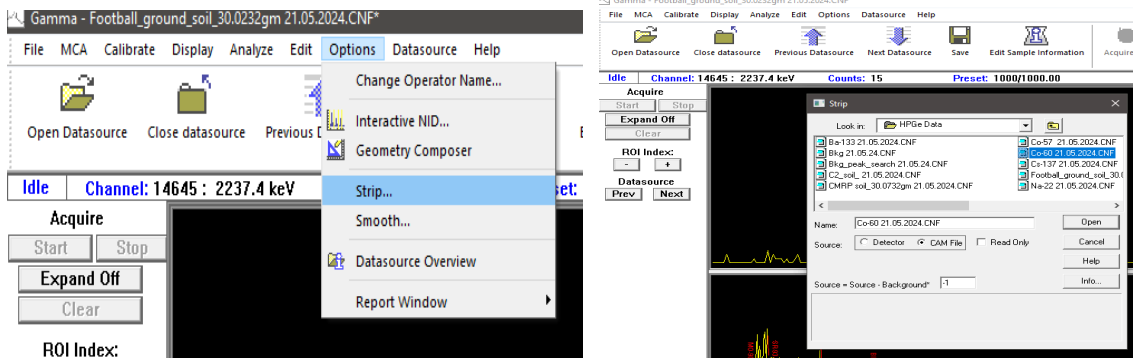 Gamma - Football_ground_soil_30.0232gm 21.05.2024.CNF*
File MCA Calibrate Display Analyze Edit Options Datasource Help
Open Datasource Close datasource Previous D
Change Operator Name...
Interactive NID...
Geometry Composer
Strip...
Smooth...
Datasource Overview
Report Window
Idle Channel: 14645 : 2237.4 keV set:
Acquire
Start Stop
Expand Off
Clear
ROI Index:
File MCA Calibrate Display Analyze Edit Options Datasource Help
Open Datasource Close datasource Previous Datasource Next Datasource Save Edit Sample Information Acquire
Idle Channel: 14645 : 2237.4 keV Counts: 15 Preset: 1000/1000.00
Acquire
Start Stop
Expand Off
Clear
ROI Index:
- +
Datasource
Prev Next
Strip
Look in: HPGe Data
Ba-133 21.05.2024.CNF Co-57 21.05.2024.CNF
Bkg 21.05.24.CNF Co-60 21.05.2024.CNF
Bkg_peak_search 21.05.2024.CNF Cs-137 21.05.2024.CNF
C2_soil_ 21.05.2024.CNF Football_ground_soil_30.0
CMRP soil_30.0732gm 21.05.2024.CNF Na-22 21.05.2024.CNF
Name: Co-60 21.05.2024.CNF Open
Source: Detector CAM File Read Only Cancel
Help
Source = Source - Background* -1 Info...